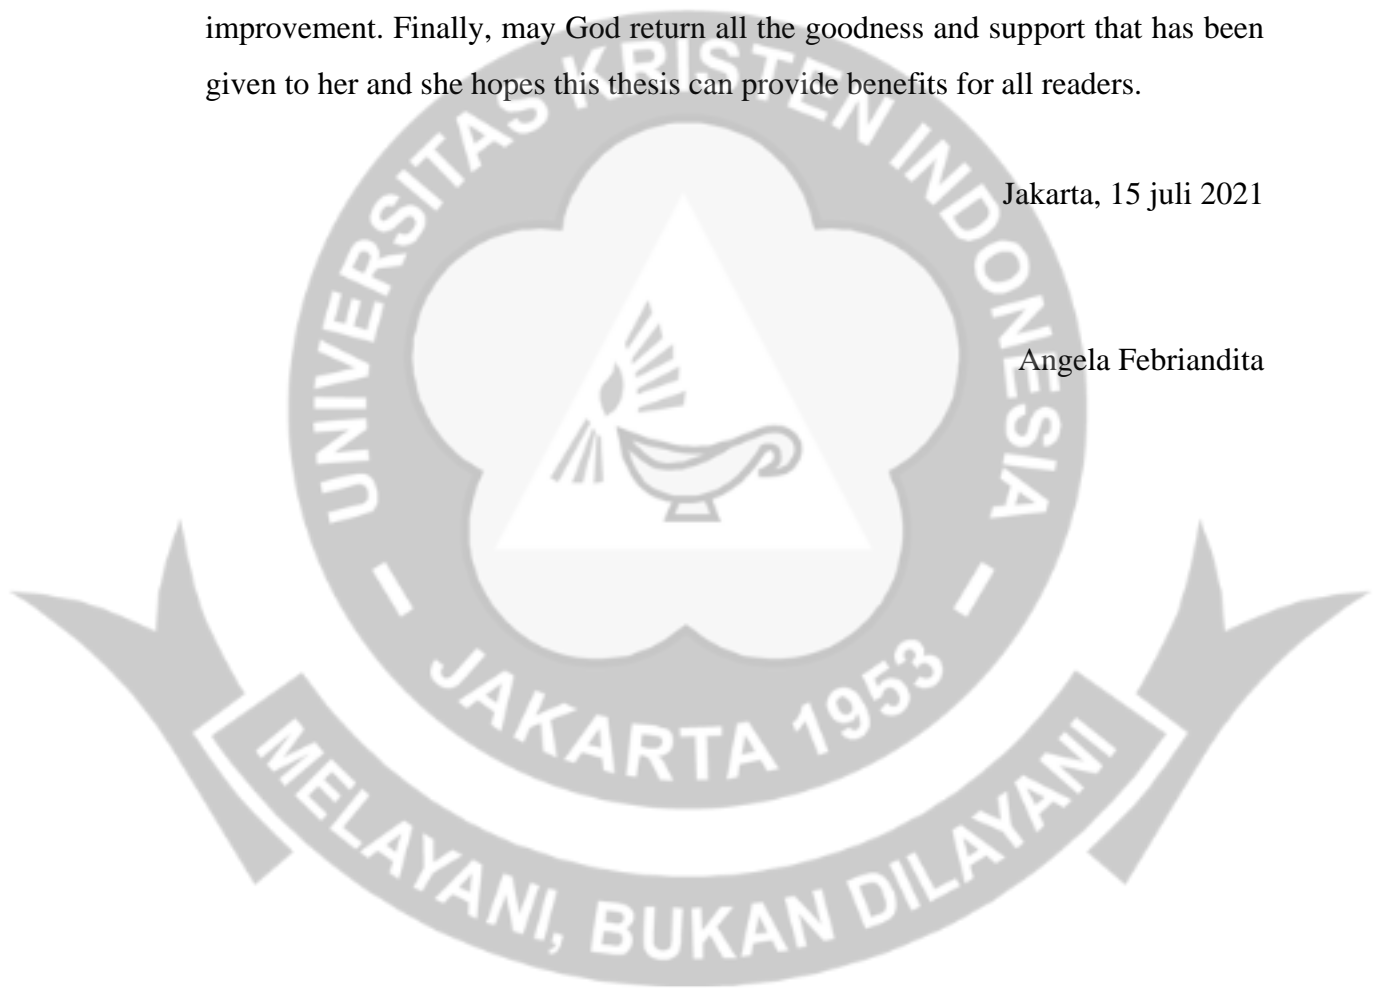 improvement. Finally, may God return all the goodness and support that has been
given to her and she hopes this thesis can provide benefits for all readers.
Jakarta, 15 juli 2021
Angela Febriandita
UNIVERSITAS KRISTEN INDONESIA
- JAKARTA 1953 -
MELAYANI, BUKAN DILAYANI